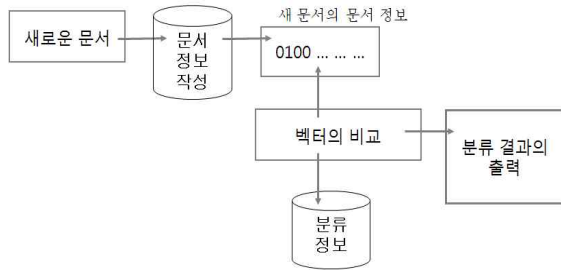 새 문서의 문서 정보
새로운 문서
문서
정보
작성
0100 ... ... ...
벡터의 비교
분류 결과의
출력
분류
정보